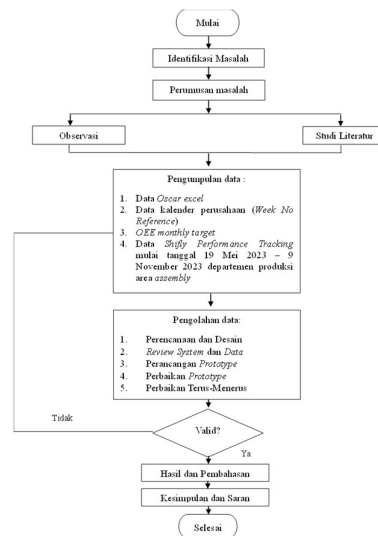 Mulai
Identifikasi Masalah
Perumusan masalah
Observasi
Studi Literatur
Pengumpulan data :
1. Data Oscar excel
2. Data kalender perusahaan (Week No
Reference)
3. OEE monthly target
4. Data Shifly Performance Tracking
mulai tanggal 19 Mei 2023 – 9
November 2023 departemen produksi
area assembly
Pengolahan data:
1. Perencanaan dan Desain
2. Review System dan Data
3. Perancangan Prototype
4. Perbaikan Prototype
5. Perbaikan Terus-Menerus
Tidak
Valid?
Ya
Hasil dan Pembahasan
Kesimpulan dan Saran
Selesai